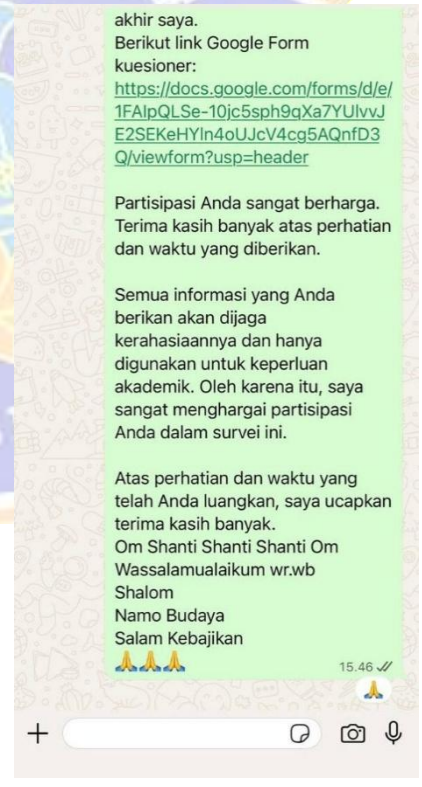 akhir saya.
Berikut link Google Form
kuesioner:
https://docs.google.com/forms/d/e/
1FAIpQLSe-10jc5sph9qXa7YUlvvJ
E2SEKeHYln4oUJcV4cg5AQnfD3
Q/viewform?usp=header
Partisipasi Anda sangat berharga.
Terima kasih banyak atas perhatian
dan waktu yang diberikan.
Semua informasi yang Anda
berikan akan dijaga
kerahasiaannya dan hanya
digunakan untuk keperluan
akademik. Oleh karena itu, saya
sangat menghargai partisipasi
Anda dalam survei ini.
Atas perhatian dan waktu yang
telah Anda luangkan, saya ucapkan
terima kasih banyak.
Om Shanti Shanti Shanti Om
Wassalamualaikum wr.wb
Shalom
Namo Budaya
Salam Kebajikan
🙏🙏🙏
15.46
🙏